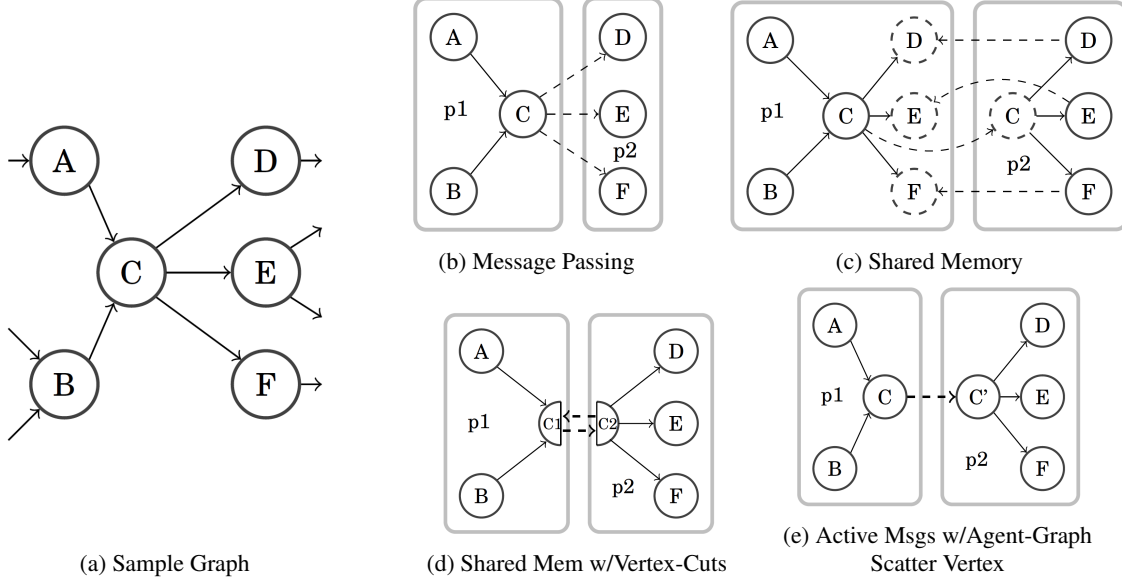 A
D
C
E
B
F
(a) Sample Graph
A
D
p1
C
E
p2
B
F
(b) Message Passing
A
D
D
p1
C
E
C
E
p2
B
F
F
(c) Shared Memory
A
D
p1
C1
C2
E
p2
B
F
(d) Shared Mem w/Vertex-Cuts
A
D
p1
C
C'
E
p2
B
F
(e) Active Msgs w/Agent-Graph
Scatter Vertex